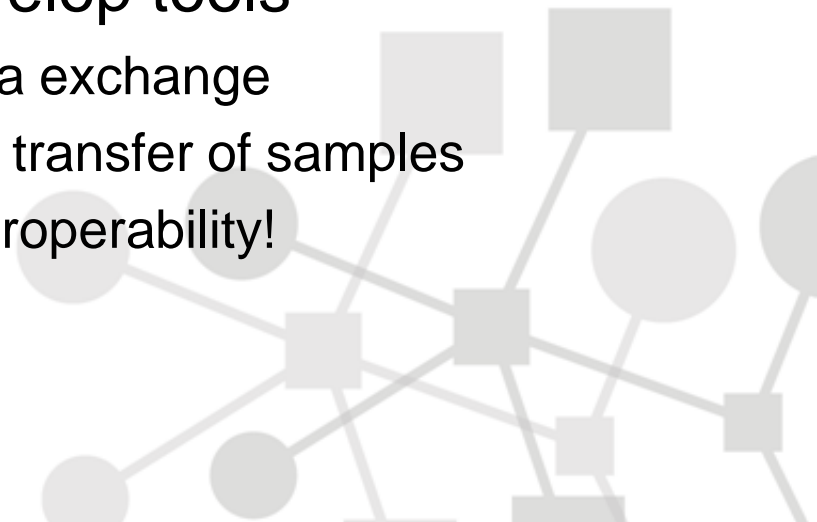 elop tools
a exchange
transfer of samples
roperability!